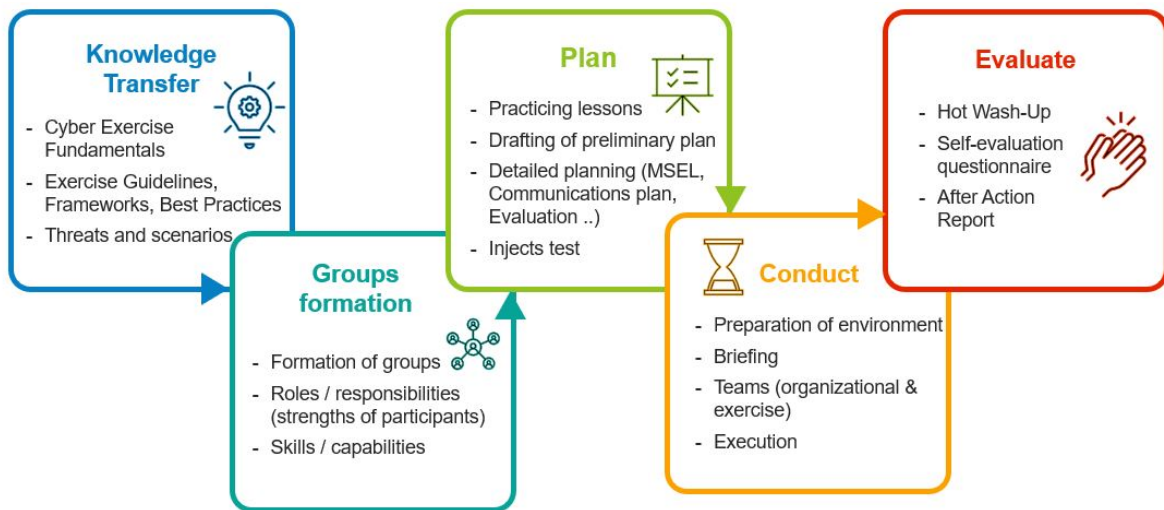 Knowledge
Transfer
- Cyber Exercise
Fundamentals
- Exercise Guidelines,
Frameworks, Best Practices
- Threats and scenarios
Groups
formation
- Formation of groups
- Roles / responsibilities
(strengths of participants)
- Skills / capabilities
Plan
- Practicing lessons
- Drafting of preliminary plan
- Detailed planning (MSEL,
Communications plan,
Evaluation ..)
- Injects test
Conduct
- Preparation of environment
- Briefing
- Teams (organizational &
exercise)
- Execution
Evaluate
- Hot Wash-Up
- Self-evaluation
questionnaire
- After Action
Report